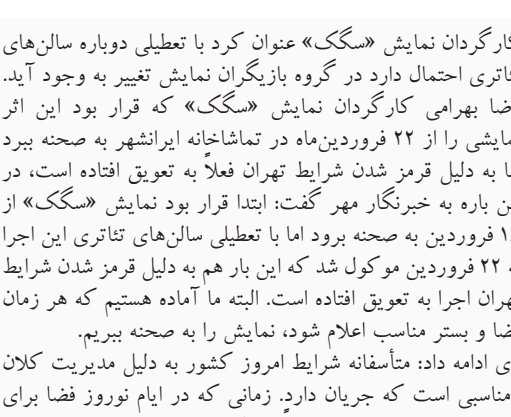 کارگردان نمایش «سگک» عنوان کرد با تعطیلی دوباره سالن‌های
تئاتری احتمال دارد در گروه بازیگران نمایش تغییر به وجود آید.
رضا بهرامی کارگردان نمایش «سگک» که قرار بود این اثر
نمایشی را از ۲۲ فروردین‌ماه در تماشاخانه ایرانشهر به صحنه ببرد
اما به دلیل قرمز شدن شرایط تهران فعلاً به تعویق افتاده است، در
این باره به خبرنگار مهر گفت: ابتدا قرار بود نمایش «سگک» از
فروردین به صحنه برود اما با تعطیلی سالن‌های تئاتری این اجرا
به ۲۲ فروردین موکول شد که این بار هم به دلیل قرمز شدن شرایط
تهران اجرا به تعویق افتاده است. البته ما آماده هستیم که هر زمان
فضا و بستر مناسب اعلام شود، نمایش را به صحنه ببریم.
وی ادامه داد: متأسفانه شرایط امروز کشور به دلیل مدیریت کلان
نامناسبی است که جریان دارد. زمانی که در ایام نوروز فضا برای